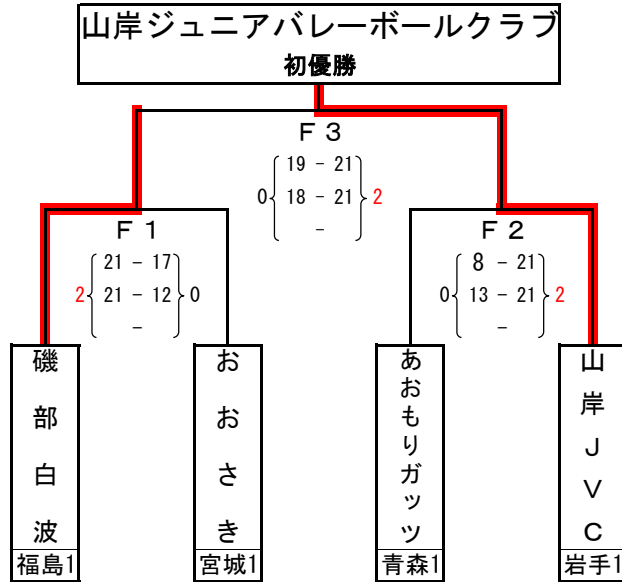 山岸ジュニアバレーボールクラブ
初優勝
F3
19 - 21
0 18 - 21 2
-
F1
21 - 17
2 21 - 12 0
-
F2
8 - 21
0 13 - 21 2
-
磯部白波
おおさき
あおもりガッツ
山岸JVC
福島1
宮城1
青森1
岩手1